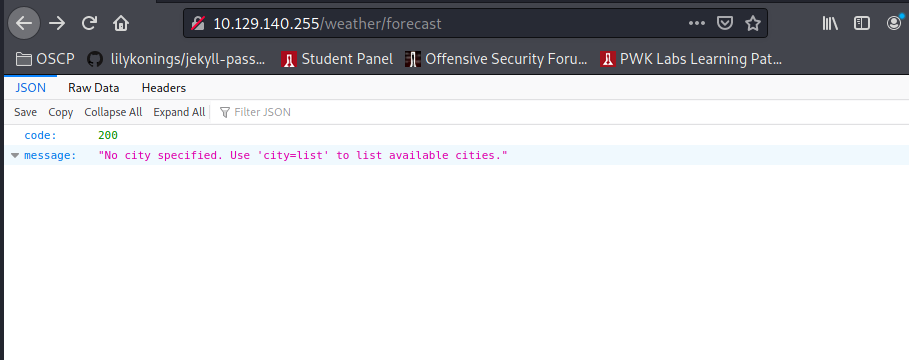 10.129.140.255/weather/forecast
OSCP lilykonings/jekyll-pass... Student Panel Offensive Security Foru... PWK Labs Learning Pat...
JSON Raw Data Headers
Save Copy Collapse All Expand All Filter JSON
code: 200
message: "No city specified. Use 'city=list' to list available cities."